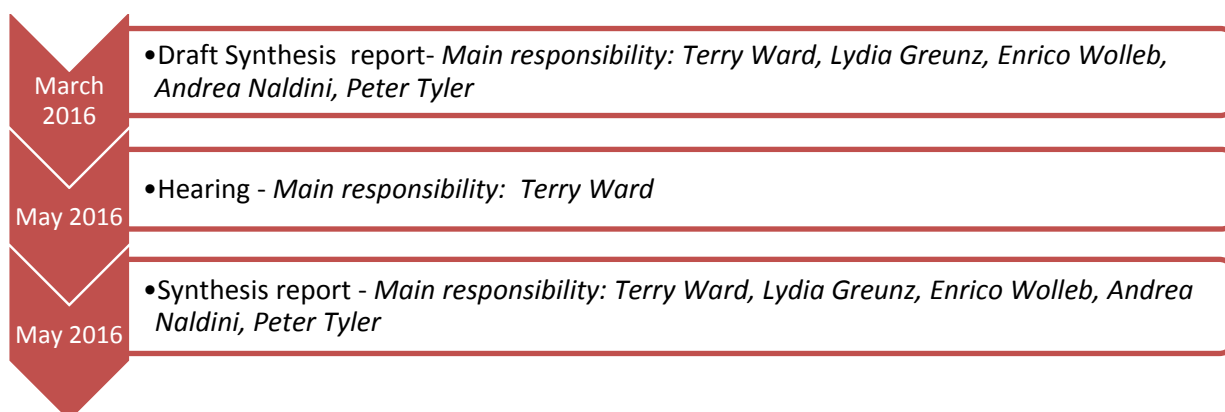 March
2016
•Draft Synthesis report- Main responsibility: Terry Ward, Lydia Greunz, Enrico Wolleb,
Andrea Naldini, Peter Tyler
May 2016
•Hearing - Main responsibility: Terry Ward
May 2016
•Synthesis report - Main responsibility: Terry Ward, Lydia Greunz, Enrico Wolleb, Andrea
Naldini, Peter Tyler